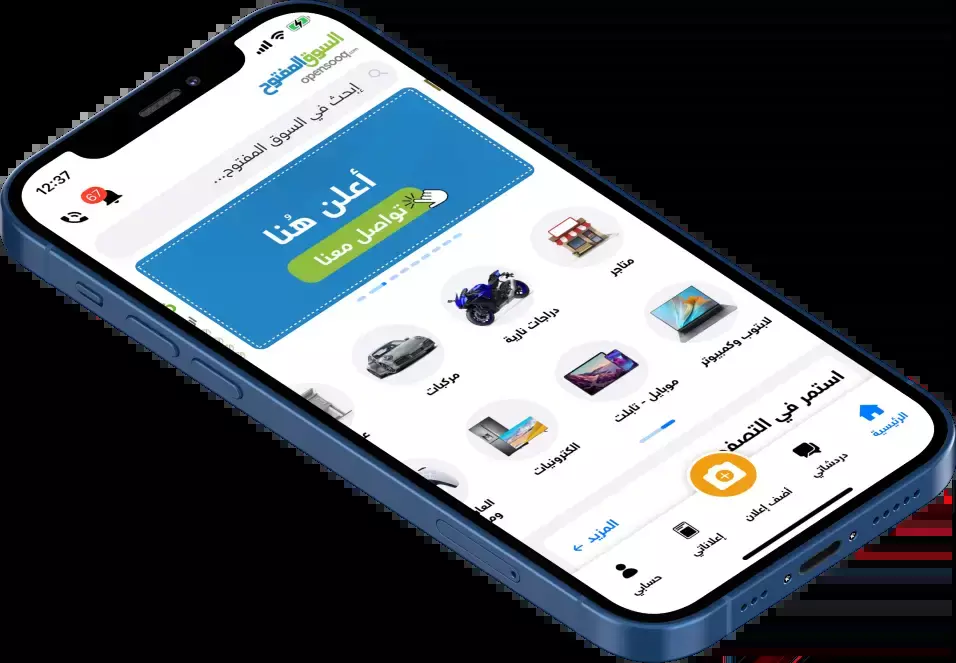 12:37
67
السوق المفتوح
opensooq.com
إبحث في السوق المفتوح...
أعلن هُنا
تواصل معنا
متاجر
دراجات نارية
مركبات
لابتوب وكمبيوتر
موبايل - تابلت
الكترونيات
استمر في التصفح
المزيد
الرئيسية
دردشاتي
أضف إعلان
إعلاناتي
حسابي